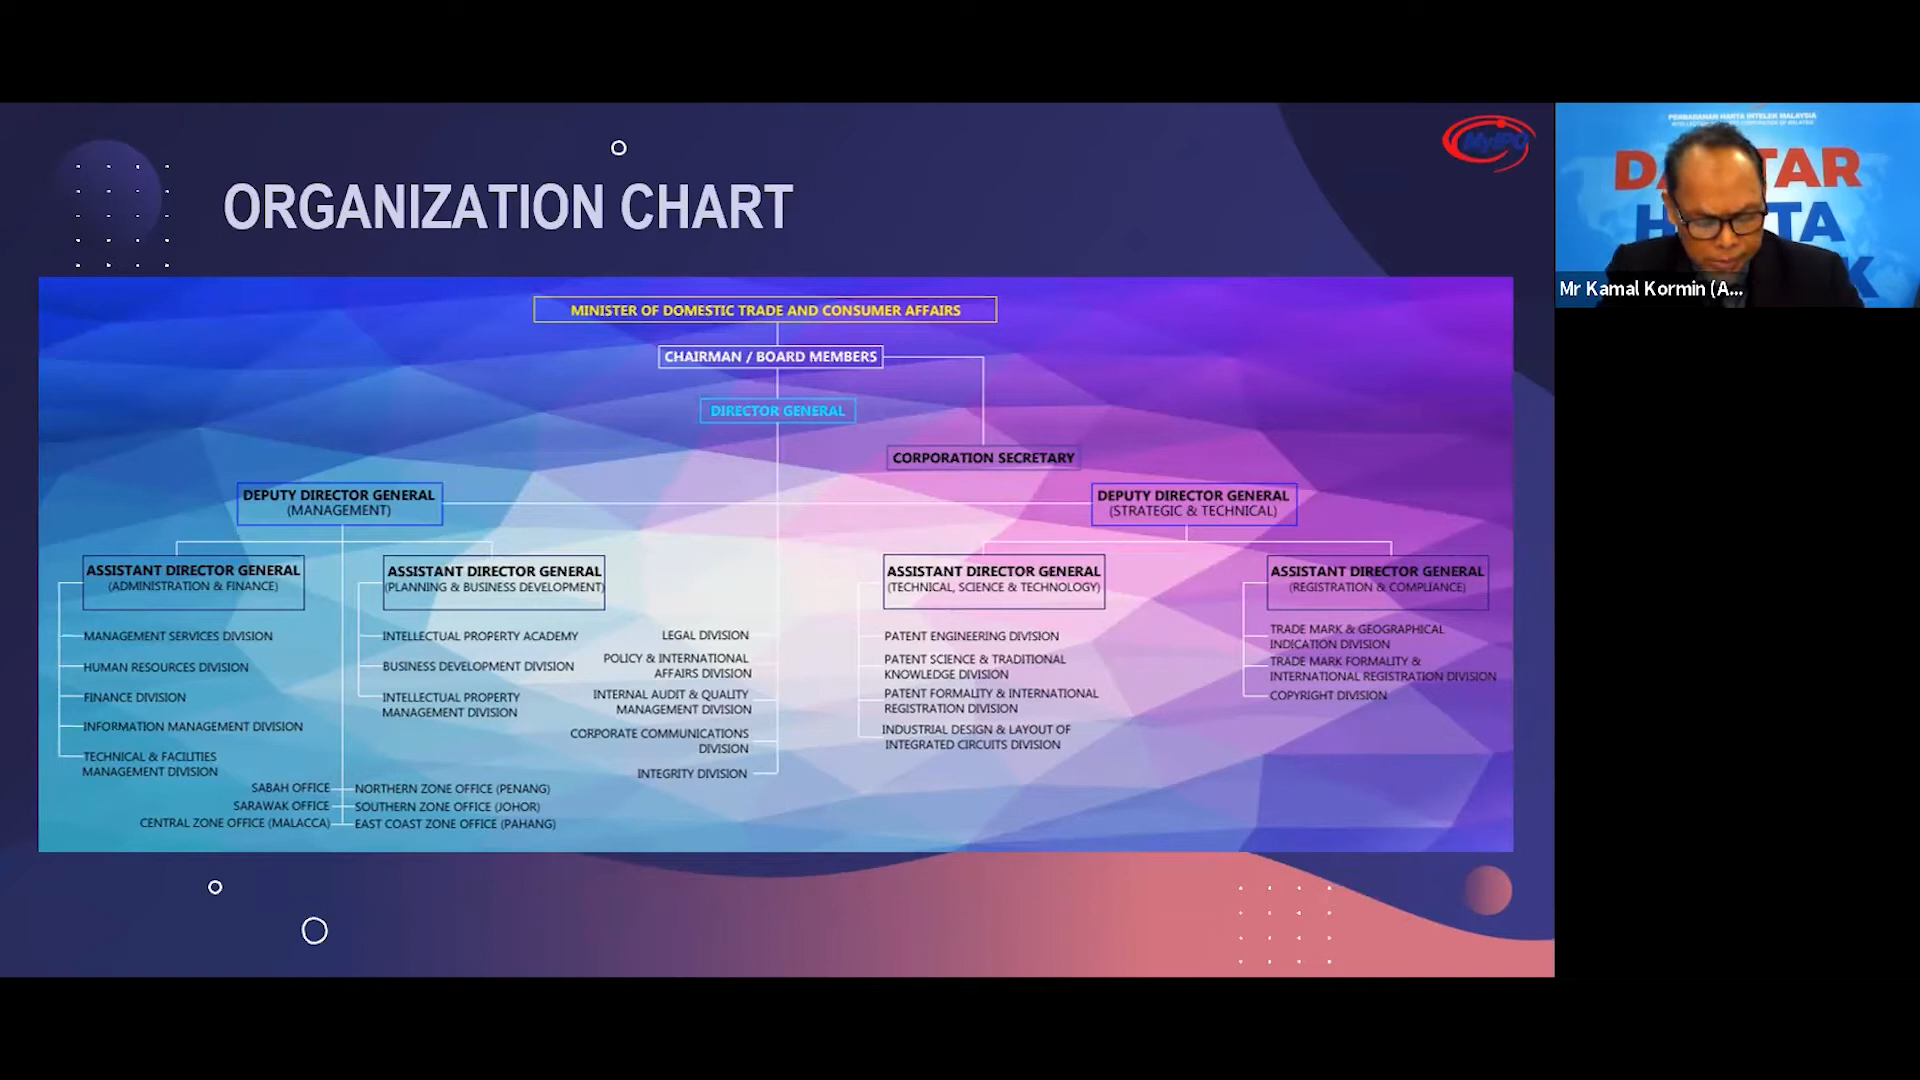 MyIPO
ORGANIZATION CHART
PERBADANAN HARTA INTELEK MALAYSIA
Mr Kamal Kormin (A...
MINISTER OF DOMESTIC TRADE AND CONSUMER AFFAIRS
CHAIRMAN / BOARD MEMBERS
DIRECTOR GENERAL
CORPORATION SECRETARY
DEPUTY DIRECTOR GENERAL
(MANAGEMENT)
DEPUTY DIRECTOR GENERAL
(STRATEGIC & TECHNICAL)
ASSISTANT DIRECTOR GENERAL
(ADMINISTRATION & FINANCE)
MANAGEMENT SERVICES DIVISION
HUMAN RESOURCES DIVISION
FINANCE DIVISION
INFORMATION MANAGEMENT DIVISION
TECHNICAL & FACILITIES
MANAGEMENT DIVISION
ASSISTANT DIRECTOR GENERAL
(PLANNING & BUSINESS DEVELOPMENT)
INTELLECTUAL PROPERTY ACADEMY
BUSINESS DEVELOPMENT DIVISION
INTELLECTUAL PROPERTY
MANAGEMENT DIVISION
SABAH OFFICE
SARAWAK OFFICE
CENTRAL ZONE OFFICE (MALACCA)
NORTHERN ZONE OFFICE (PENANG)
SOUTHERN ZONE OFFICE (JOHOR)
EAST COAST ZONE OFFICE (PAHANG)
LEGAL DIVISION
POLICY & INTERNATIONAL
AFFAIRS DIVISION
INTERNAL AUDIT & QUALITY
MANAGEMENT DIVISION
CORPORATE COMMUNICATIONS
DIVISION
INTEGRITY DIVISION
ASSISTANT DIRECTOR GENERAL
(TECHNICAL, SCIENCE & TECHNOLOGY)
PATENT ENGINEERING DIVISION
PATENT SCIENCE & TRADITIONAL
KNOWLEDGE DIVISION
PATENT FORMALITY & INTERNATIONAL
REGISTRATION DIVISION
INDUSTRIAL DESIGN & LAYOUT OF
INTEGRATED CIRCUITS DIVISION
ASSISTANT DIRECTOR GENERAL
(REGISTRATION & COMPLIANCE)
TRADE MARK & GEOGRAPHICAL
INDICATION DIVISION
TRADE MARK FORMALITY &
INTERNATIONAL REGISTRATION DIVISION
COPYRIGHT DIVISION